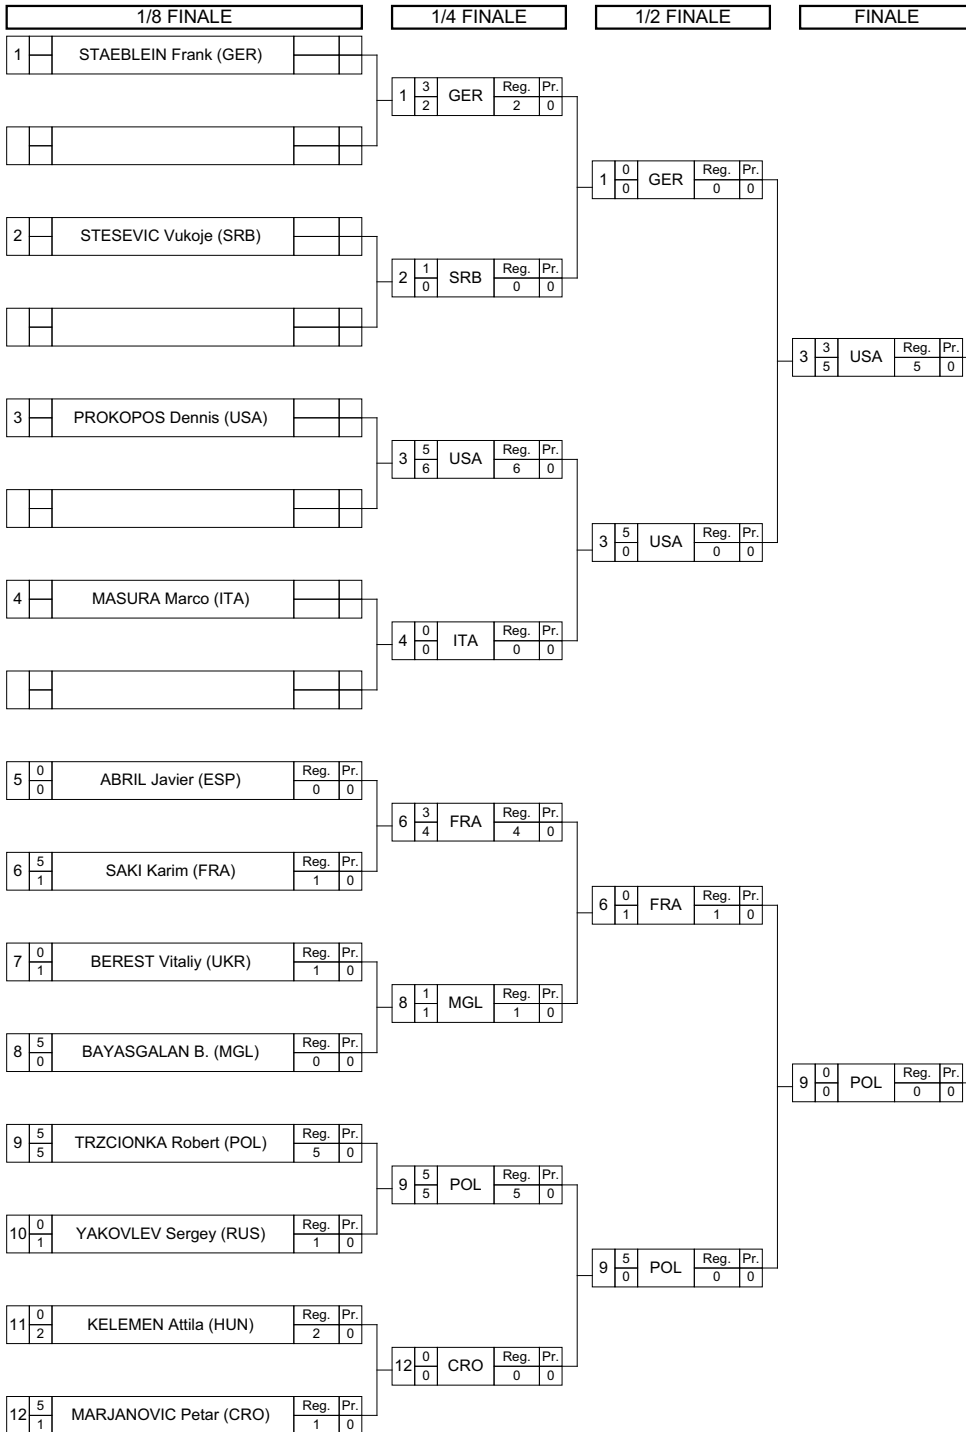 1/8 FINALE 1/4 FINALE 1/2 FINALE FINALE
1 STAEBLEIN Frank (GER)
1 3 2 GER Reg. Pr. 2 0
1 0 0 GER Reg. Pr. 0 0
2 STESEVIC Vukoje (SRB)
2 1 0 SRB Reg. Pr. 0 0
3 3 5 USA Reg. Pr. 5 0
3 PROKOPOS Dennis (USA)
3 5 6 USA Reg. Pr. 6 0
3 5 0 USA Reg. Pr. 0 0
4 MASURA Marco (ITA)
4 0 0 ITA Reg. Pr. 0 0
5 0 0 ABRIL Javier (ESP) Reg. Pr. 0 0
6 3 4 FRA Reg. Pr. 4 0
6 5 1 SAKI Karim (FRA) Reg. Pr. 1 0
6 0 1 FRA Reg. Pr. 1 0
7 0 1 BEREST Vitaliy (UKR) Reg. Pr. 1 0
8 1 1 MGL Reg. Pr. 1 0
8 5 0 BAYASGALAN B. (MGL) Reg. Pr. 0 0
9 0 0 POL Reg. Pr. 0 0
9 5 5 TRZCIONKA Robert (POL) Reg. Pr. 5 0
9 5 5 POL Reg. Pr. 5 0
10 0 1 YAKOVLEV Sergey (RUS) Reg. Pr. 1 0
9 5 0 POL Reg. Pr. 0 0
11 0 2 KELEMEN Attila (HUN) Reg. Pr. 2 0
12 0 0 CRO Reg. Pr. 0 0
12 5 1 MARJANOVIC Petar (CRO) Reg. Pr. 1 0